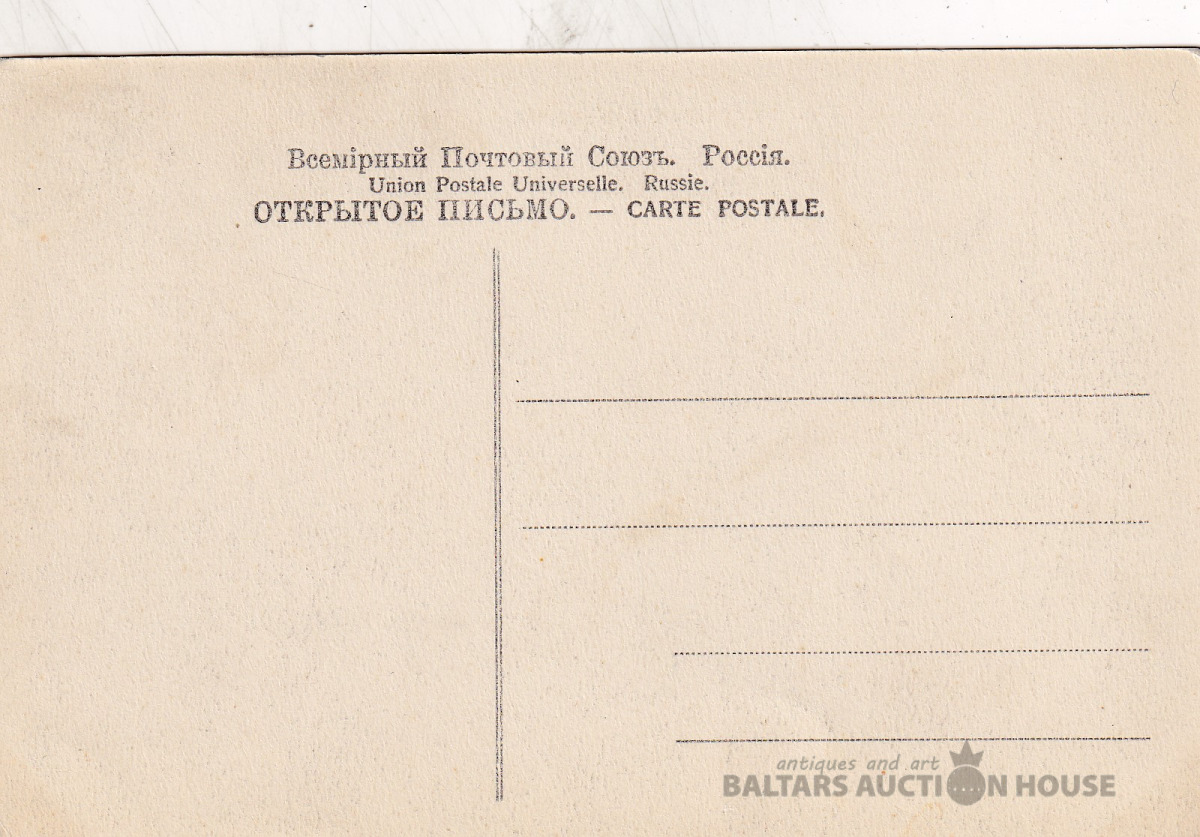 Всемірный Почтовый Союзъ. Россія.
Union Postale Universelle. Russie.
ОТКРЫТОЕ ПИСЬМО. — CARTE POSTALE.
antiques and art
BALTARS AUCTION HOUSE